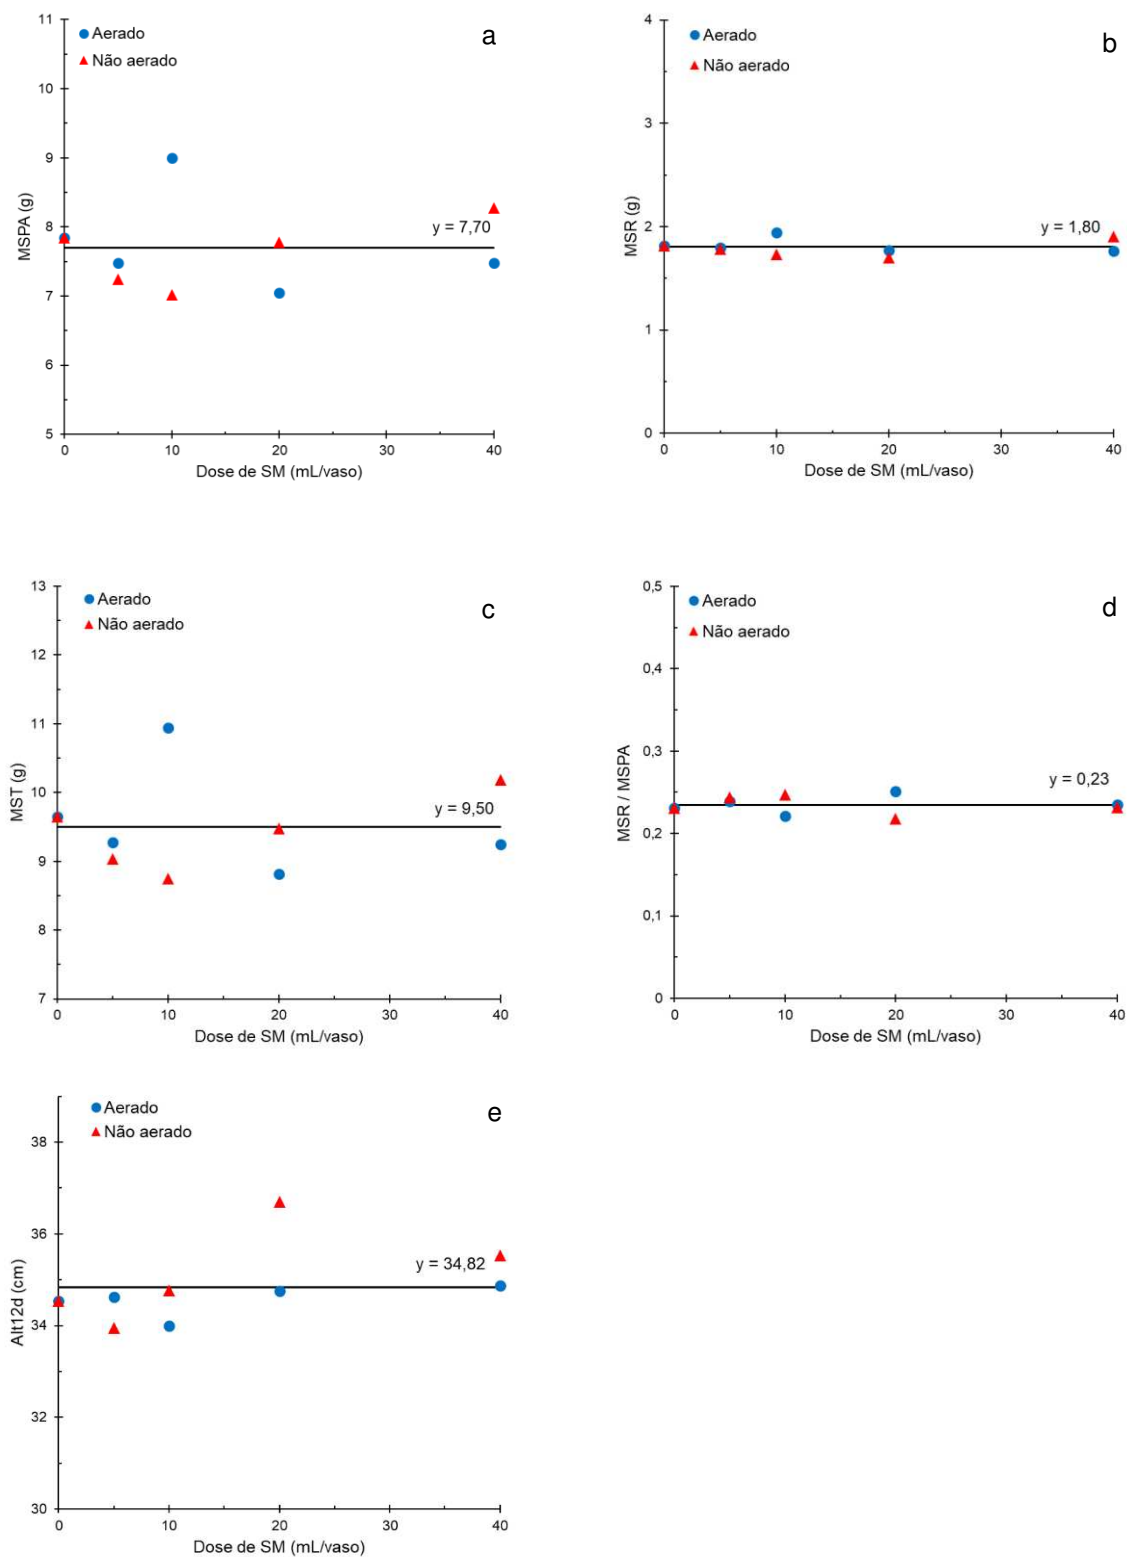 a
Aerado
Não aerado
11
10
9
8
7
6
5
MSPA (g)
y = 7,70
0
10
20
30
40
Dose de SM (mL/vaso)
b
Aerado
Não aerado
4
3
2
1
0
MSR (g)
y = 1,80
0
10
20
30
40
Dose de SM (mL/vaso)
c
Aerado
Não aerado
13
12
11
10
9
8
7
MST (g)
y = 9,50
0
10
20
30
40
Dose de SM (mL/vaso)
d
Aerado
Não aerado
0,5
0,4
0,3
0,2
0,1
0
MSR / MSPA
y = 0,23
0
10
20
30
40
Dose de SM (mL/vaso)
e
Aerado
Não aerado
38
36
34
32
30
Alt12d (cm)
y = 34,82
0
10
20
30
40
Dose de SM (mL/vaso)